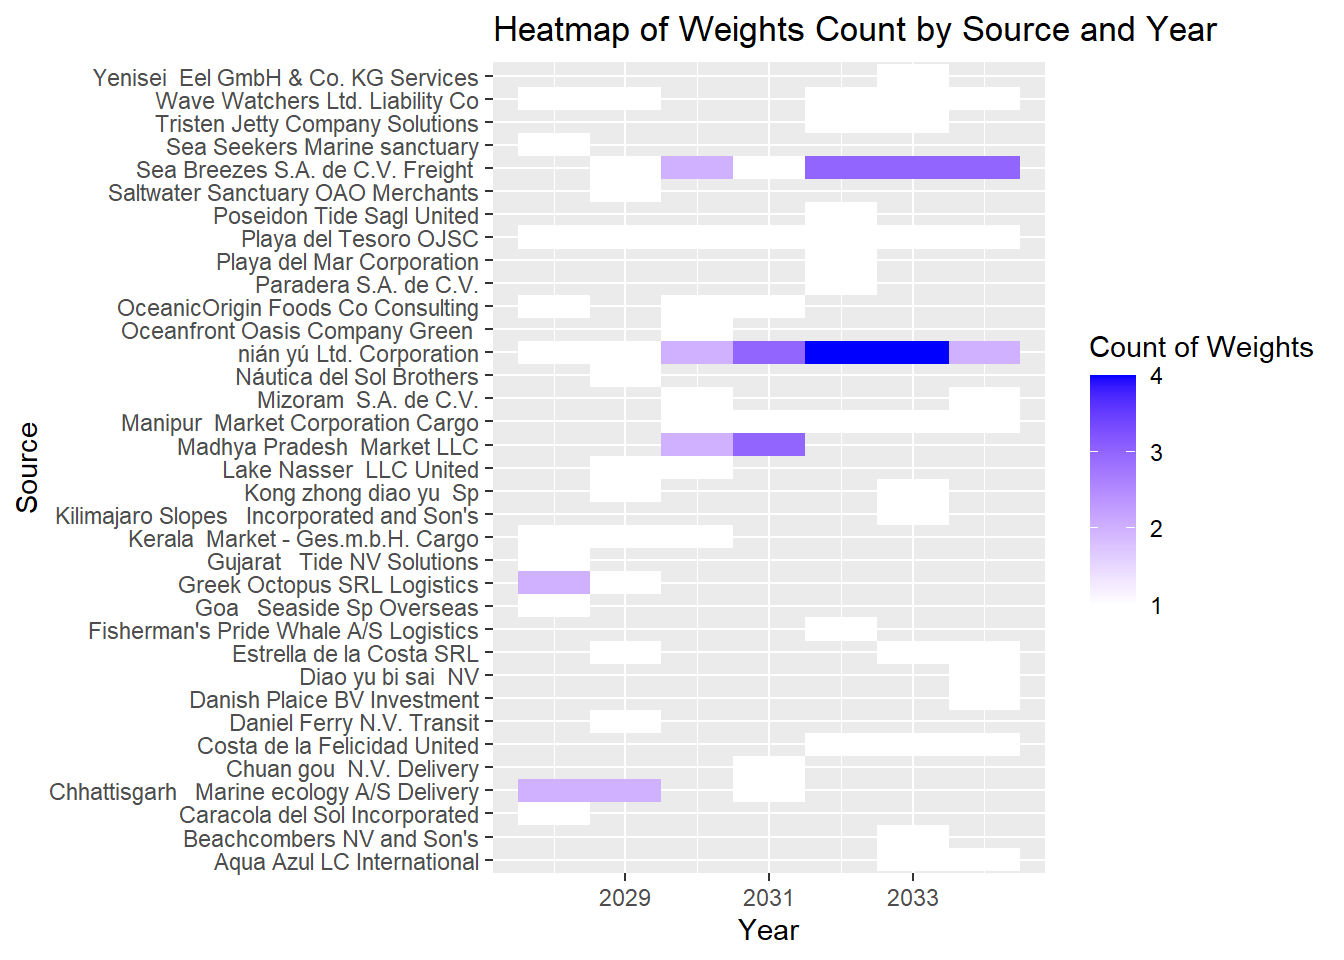 Heatmap of Weights Count by Source and Year
Yenisei  Eel GmbH & Co. KG Services
Wave Watchers Ltd. Liability Co
Tristen Jetty Company Solutions
Sea Seekers Marine sanctuary
Sea Breezes S.A. de C.V. Freight
Saltwater Sanctuary OAO Merchants
Poseidon Tide Sagl United
Playa del Tesoro OJSC
Playa del Mar Corporation
Paradera S.A. de C.V.
OceanicOrigin Foods Co Consulting
Oceanfront Oasis Company Green
nián yú Ltd. Corporation
Náutica del Sol Brothers
Mizoram  S.A. de C.V.
Manipur  Market Corporation Cargo
Madhya Pradesh  Market LLC
Lake Nasser  LLC United
Kong zhong diao yu  Sp
Kilimajaro Slopes   Incorporated and Son's
Kerala  Market - Ges.m.b.H. Cargo
Gujarat   Tide NV Solutions
Greek Octopus SRL Logistics
Goa   Seaside Sp Overseas
Fisherman's Pride Whale A/S Logistics
Estrella de la Costa SRL
Diao yu bi sai  NV
Danish Plaice BV Investment
Daniel Ferry N.V. Transit
Costa de la Felicidad United
Chuan gou  N.V. Delivery
Chhattisgarh   Marine ecology A/S Delivery
Caracola del Sol Incorporated
Beachcombers NV and Son's
Aqua Azul LC International
Source
2029 2031 2033
Year
Count of Weights
4
3
2
1